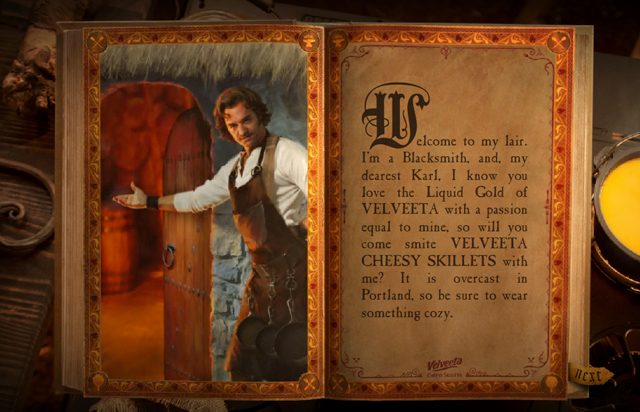 Welcome to my lair.
I'm a Blacksmith, and, my
dearest Karl, I know you
love the Liquid Gold of
VELVEETA with a passion
equal to mine, so will you
come smite VELVEETA
CHEESY SKILLETS with
me? It is overcast in
Portland, so be sure to wear
something cozy.
Velveeta
CHEESY SKILLETS
next